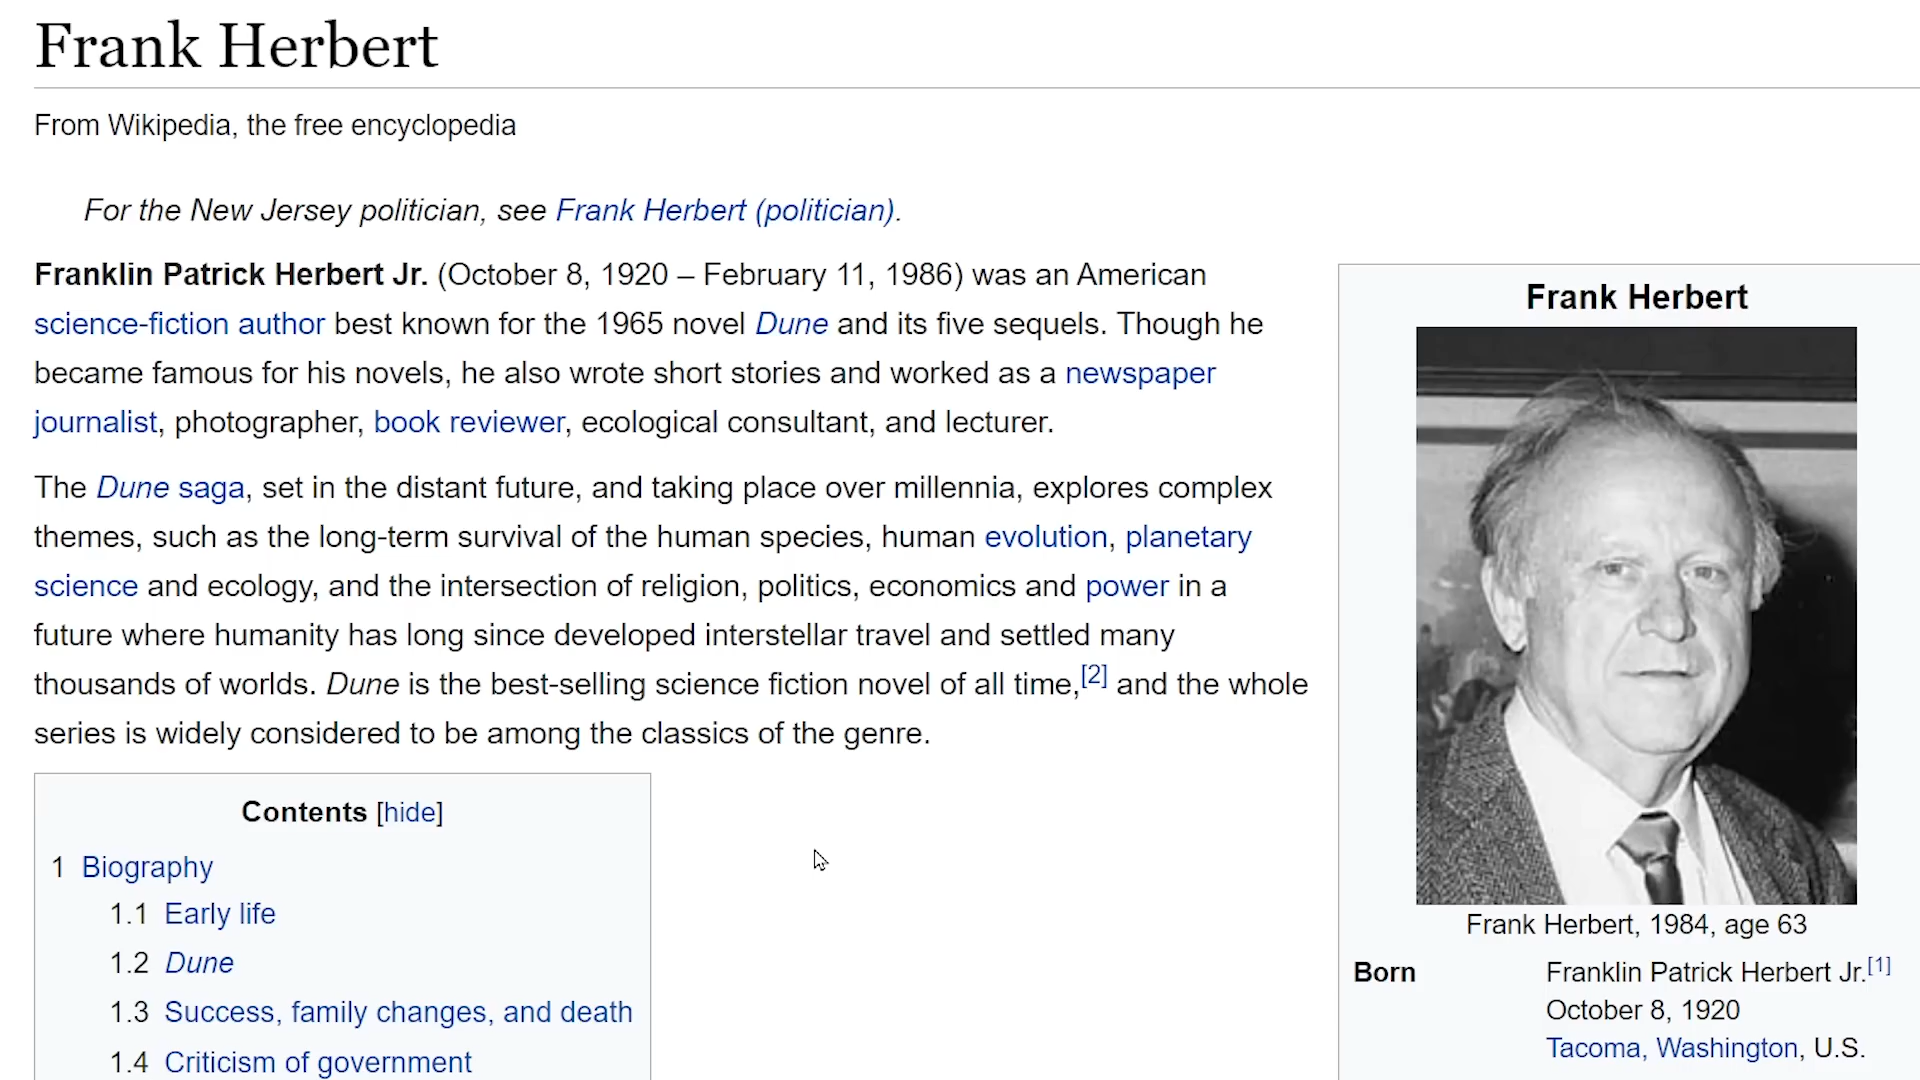 Frank Herbert
From Wikipedia, the free encyclopedia
For the New Jersey politician, see Frank Herbert (politician).
Franklin Patrick Herbert Jr. (October 8, 1920 – February 11, 1986) was an American
science-fiction author best known for the 1965 novel Dune and its five sequels. Though he
became famous for his novels, he also wrote short stories and worked as a newspaper
journalist, photographer, book reviewer, ecological consultant, and lecturer.
The Dune saga, set in the distant future, and taking place over millennia, explores complex
themes, such as the long-term survival of the human species, human evolution, planetary
science and ecology, and the intersection of religion, politics, economics and power in a
future where humanity has long since developed interstellar travel and settled many
thousands of worlds. Dune is the best-selling science fiction novel of all time,[2] and the whole
series is widely considered to be among the classics of the genre.
Contents [hide]
1 Biography
1.1 Early life
1.2 Dune
1.3 Success, family changes, and death
1.4 Criticism of government
Frank Herbert
Frank Herbert, 1984, age 63
Born Franklin Patrick Herbert Jr.[1]
October 8, 1920
Tacoma, Washington, U.S.